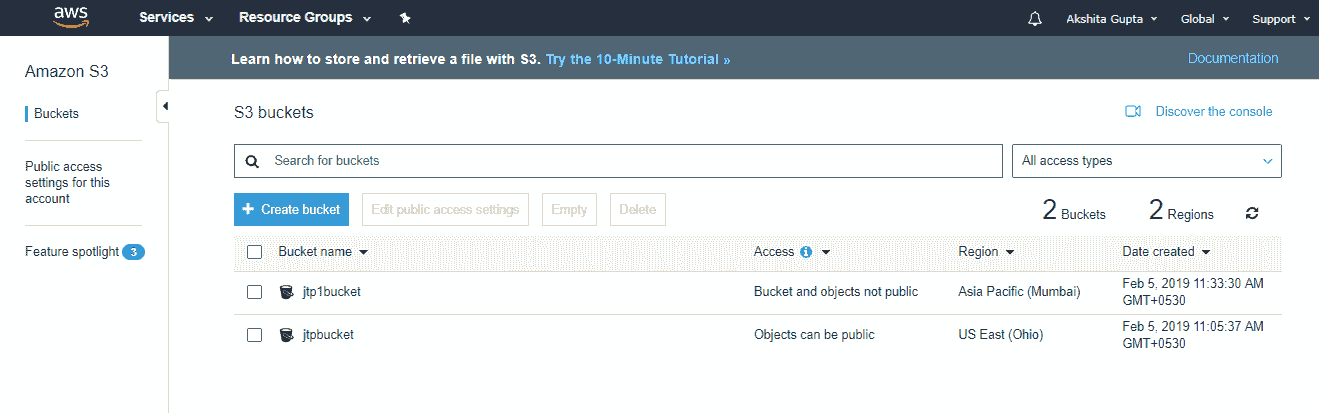 aws Services Resource Groups Akshita Gupta Global Support
Learn how to store and retrieve a file with S3. Try the 10-Minute Tutorial » Documentation
Amazon S3
Buckets
Public access
settings for this
account
Feature spotlight 3
S3 buckets Discover the console
Search for buckets All access types
+ Create bucket Edit public access settings Empty Delete 2 Buckets 2 Regions
Bucket name Access i Region Date created
jtp1bucket Bucket and objects not public Asia Pacific (Mumbai) Feb 5, 2019 11:33:30 AM
GMT+0530
jtpbucket Objects can be public US East (Ohio) Feb 5, 2019 11:05:37 AM
GMT+0530